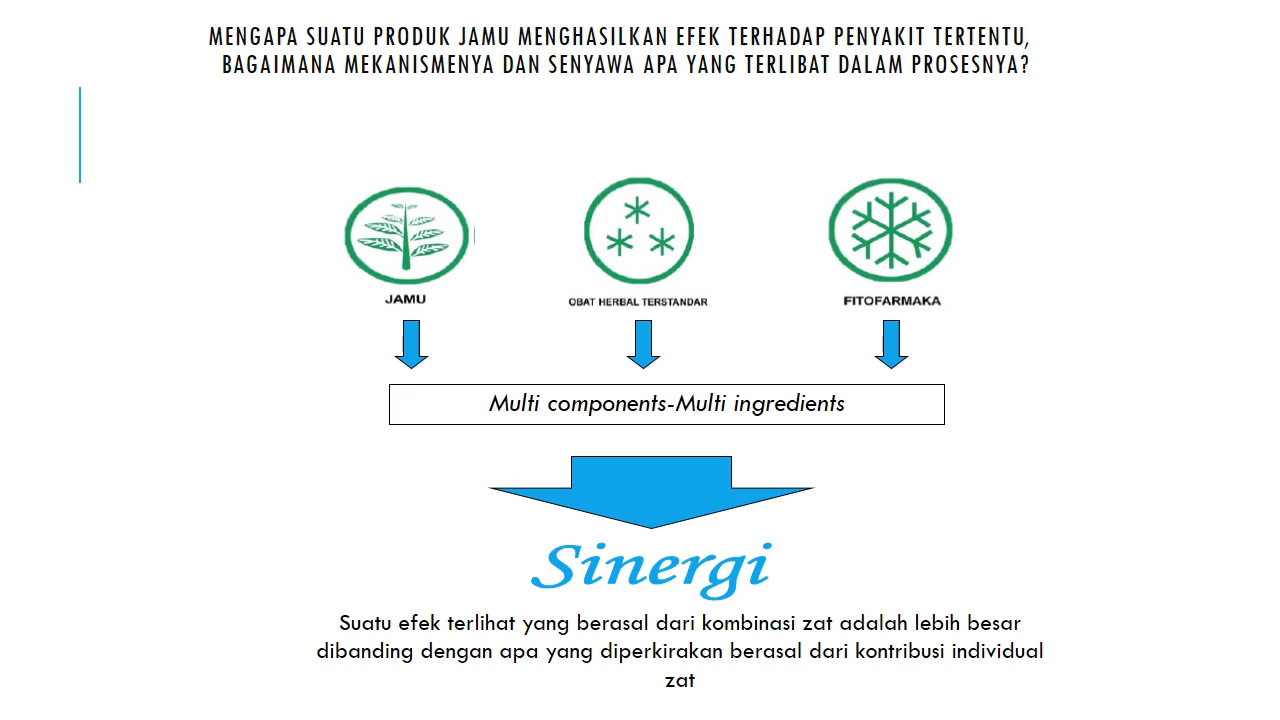 MENGAPA SUATU PRODUK JAMU MENGHASILKAN EFEK TERHADAP PENYAKIT TERTENTU,
BAGAIMANA MEKANISMENYA DAN SENYAWA APA YANG TERLIBAT DALAM PROSESNYA?
JAMU
OBAT HERBAL TERSTANDAR
FITOFARMAKA
Multi components-Multi ingredients
Sinergi
Suatu efek terlihat yang berasal dari kombinasi zat adalah lebih besar
dibanding dengan apa yang diperkirakan berasal dari kontribusi individual
zat